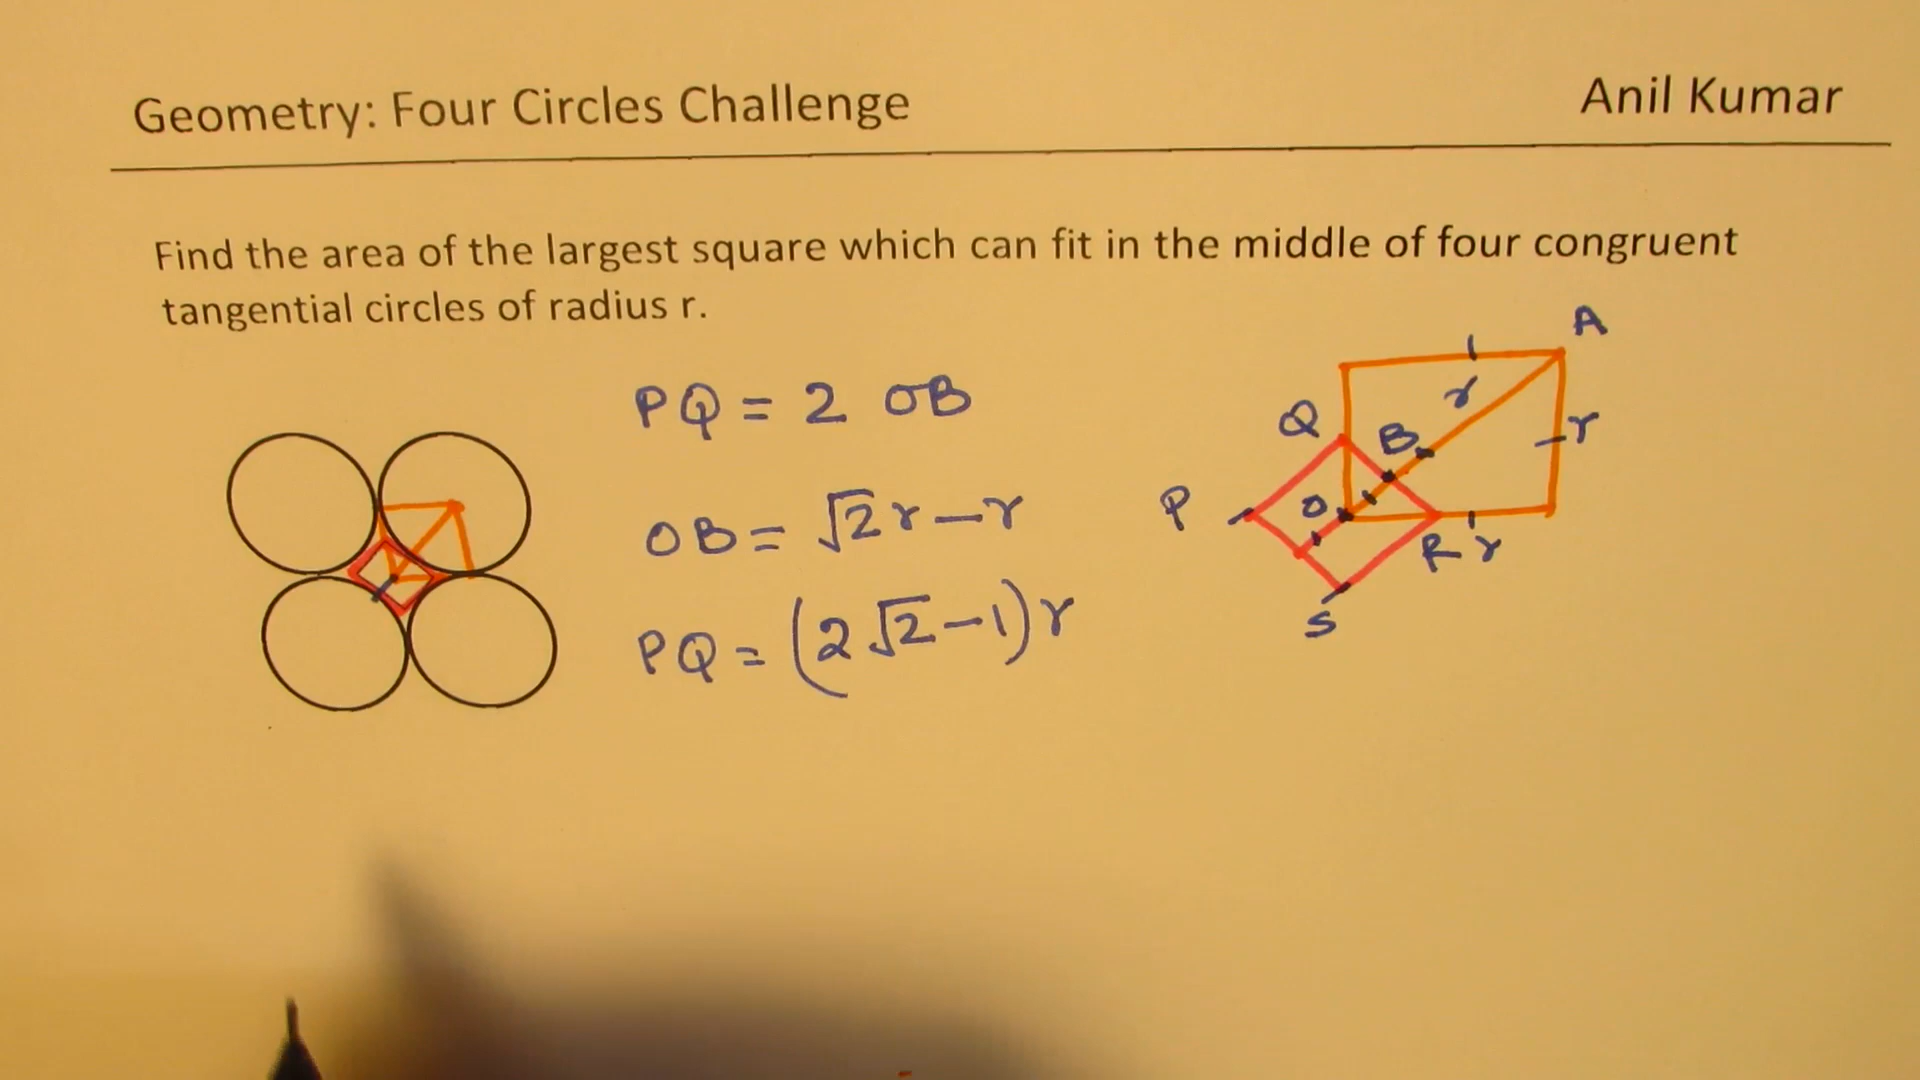 Geometry: Four Circles Challenge
Anil Kumar
Find the area of the largest square which can fit in the middle of four congruent
tangential circles of radius r.
PQ = 2 OB
OB = √2 r – r
PQ = (2√2 – 1) r
A
r
r
Q
B
P
O
R r
S